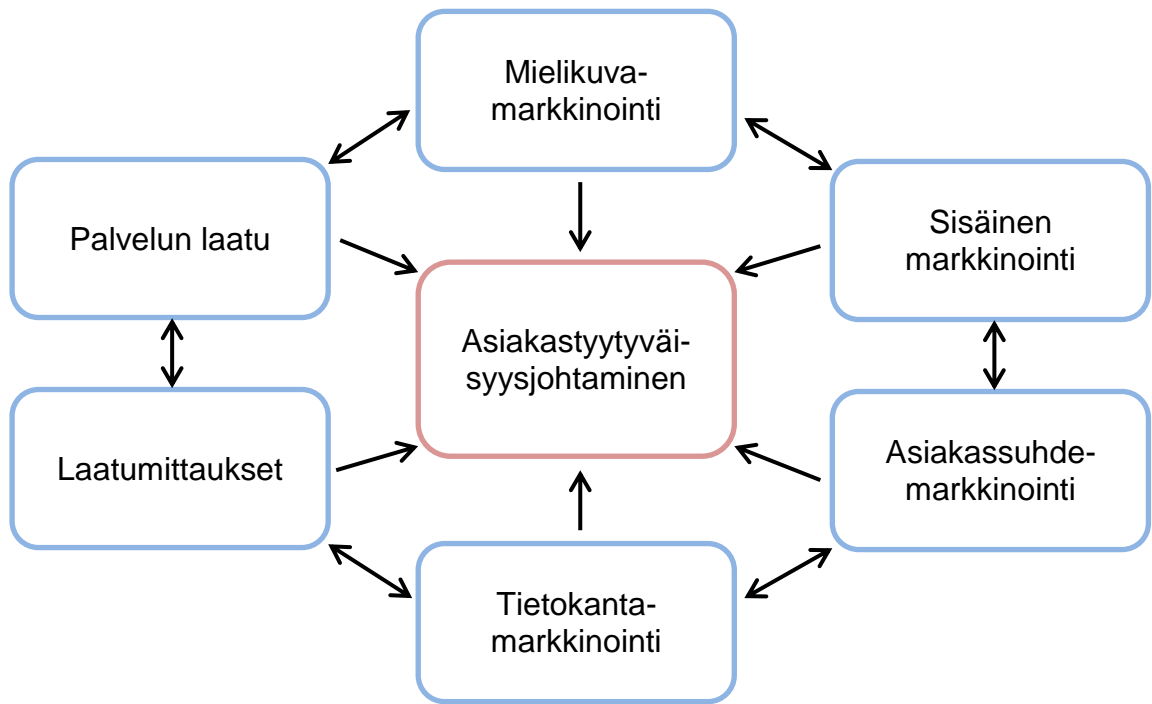 Mielikuva-
markkinointi
Palvelun laatu
Sisäinen
markkinointi
Asiakastyytyväi-
syysjohtaminen
Laatumittaukset
Asiakassuhde-
markkinointi
Tietokanta-
markkinointi